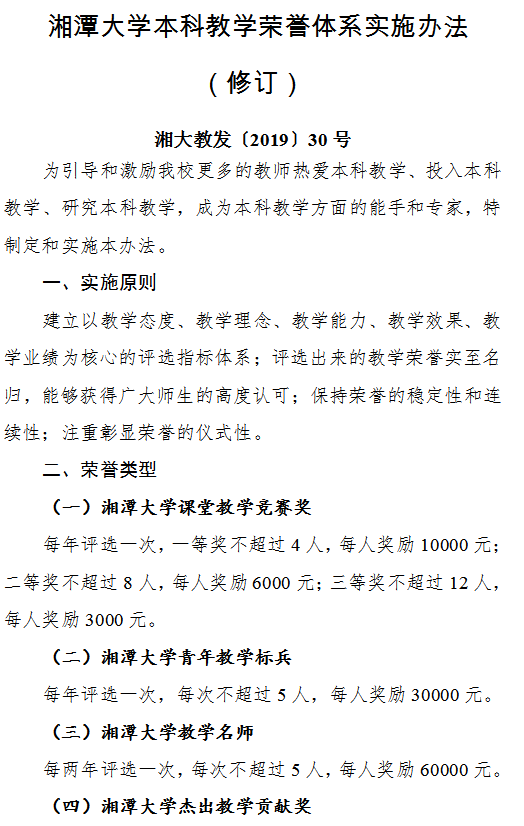 湘潭大学本科教学荣誉体系实施办法
（修订）
湘大教发〔2019〕30 号
为引导和激励我校更多的教师热爱本科教学、投入本科
教学、研究本科教学，成为本科教学方面的能手和专家，特
制定和实施本办法。
一、实施原则
建立以教学态度、教学理念、教学能力、教学效果、教
学业绩为核心的评选指标体系；评选出来的教学荣誉实至名
归，能够获得广大师生的高度认可；保持荣誉的稳定性和连
续性；注重彰显荣誉的仪式性。
二、荣誉类型
（一）湘潭大学课堂教学竞赛奖
每年评选一次，一等奖不超过 4 人，每人奖励 10000 元；
二等奖不超过 8 人，每人奖励 6000 元；三等奖不超过 12 人，
每人奖励 3000 元。
（二）湘潭大学青年教学标兵
每年评选一次，每次不超过 5 人，每人奖励 30000 元。
（三）湘潭大学教学名师
每两年评选一次，每次不超过 5 人，每人奖励 60000 元。
（四）湘潭大学杰出教学贡献奖